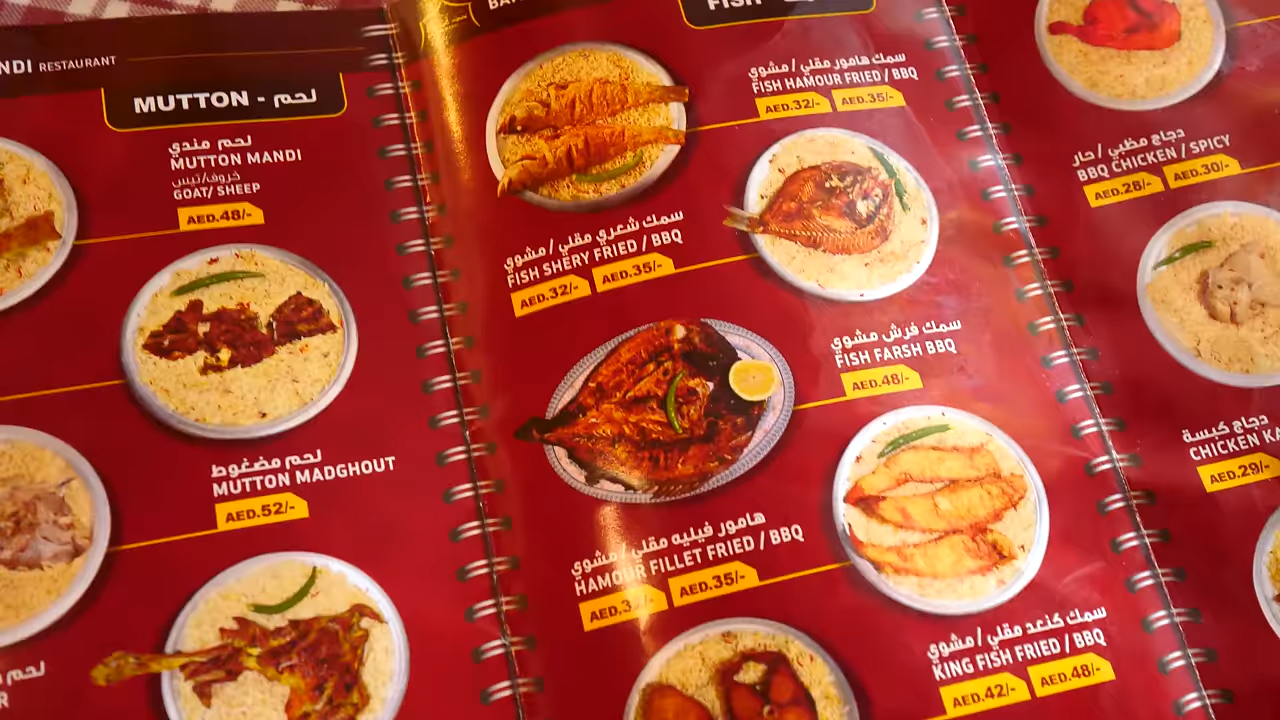 RESTAURANT
MUTTON - لحم
لحم مندي
MUTTON MANDI
خروف/تيس
GOAT/ SHEEP
AED.48/-
لحم مضغوط
MUTTON MADGHOUT
AED.52/-
لحم
FISH
سمك هامور مقلي / مشوي
FISH HAMOUR FRIED / BBQ
AED.32/- AED.35/-
سمك شعري مقلي / مشوي
FISH SHERY FRIED / BBQ
AED.32/- AED.35/-
سمك فرش مشوي
FISH FARSH BBQ
AED.48/-
هامور فيليه مقلي / مشوي
HAMOUR FILLET FRIED / BBQ
AED.35/-
سمك كنعد مقلي / مشوي
KING FISH FRIED / BBQ
AED.42/- AED.48/-
دجاج مظبي / حار
BBQ CHICKEN / SPICY
AED.28/- AED.30/-
دجاج كبسة
CHICKEN
AED.29/-